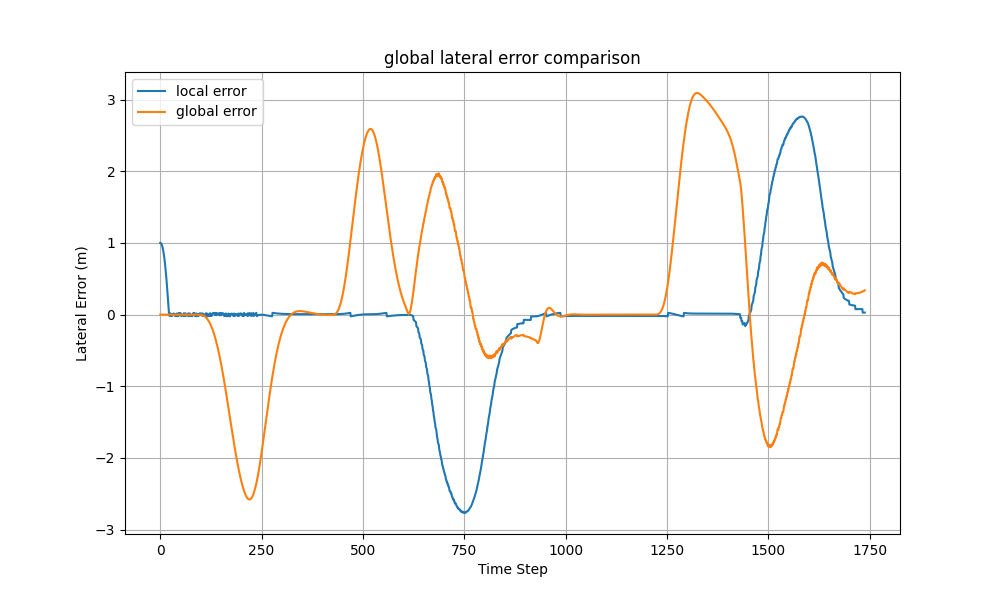 global lateral error comparison
local error
global error
3
2
1
0
−1
−2
−3
Lateral Error (m)
0 250 500 750 1000 1250 1500 1750
Time Step